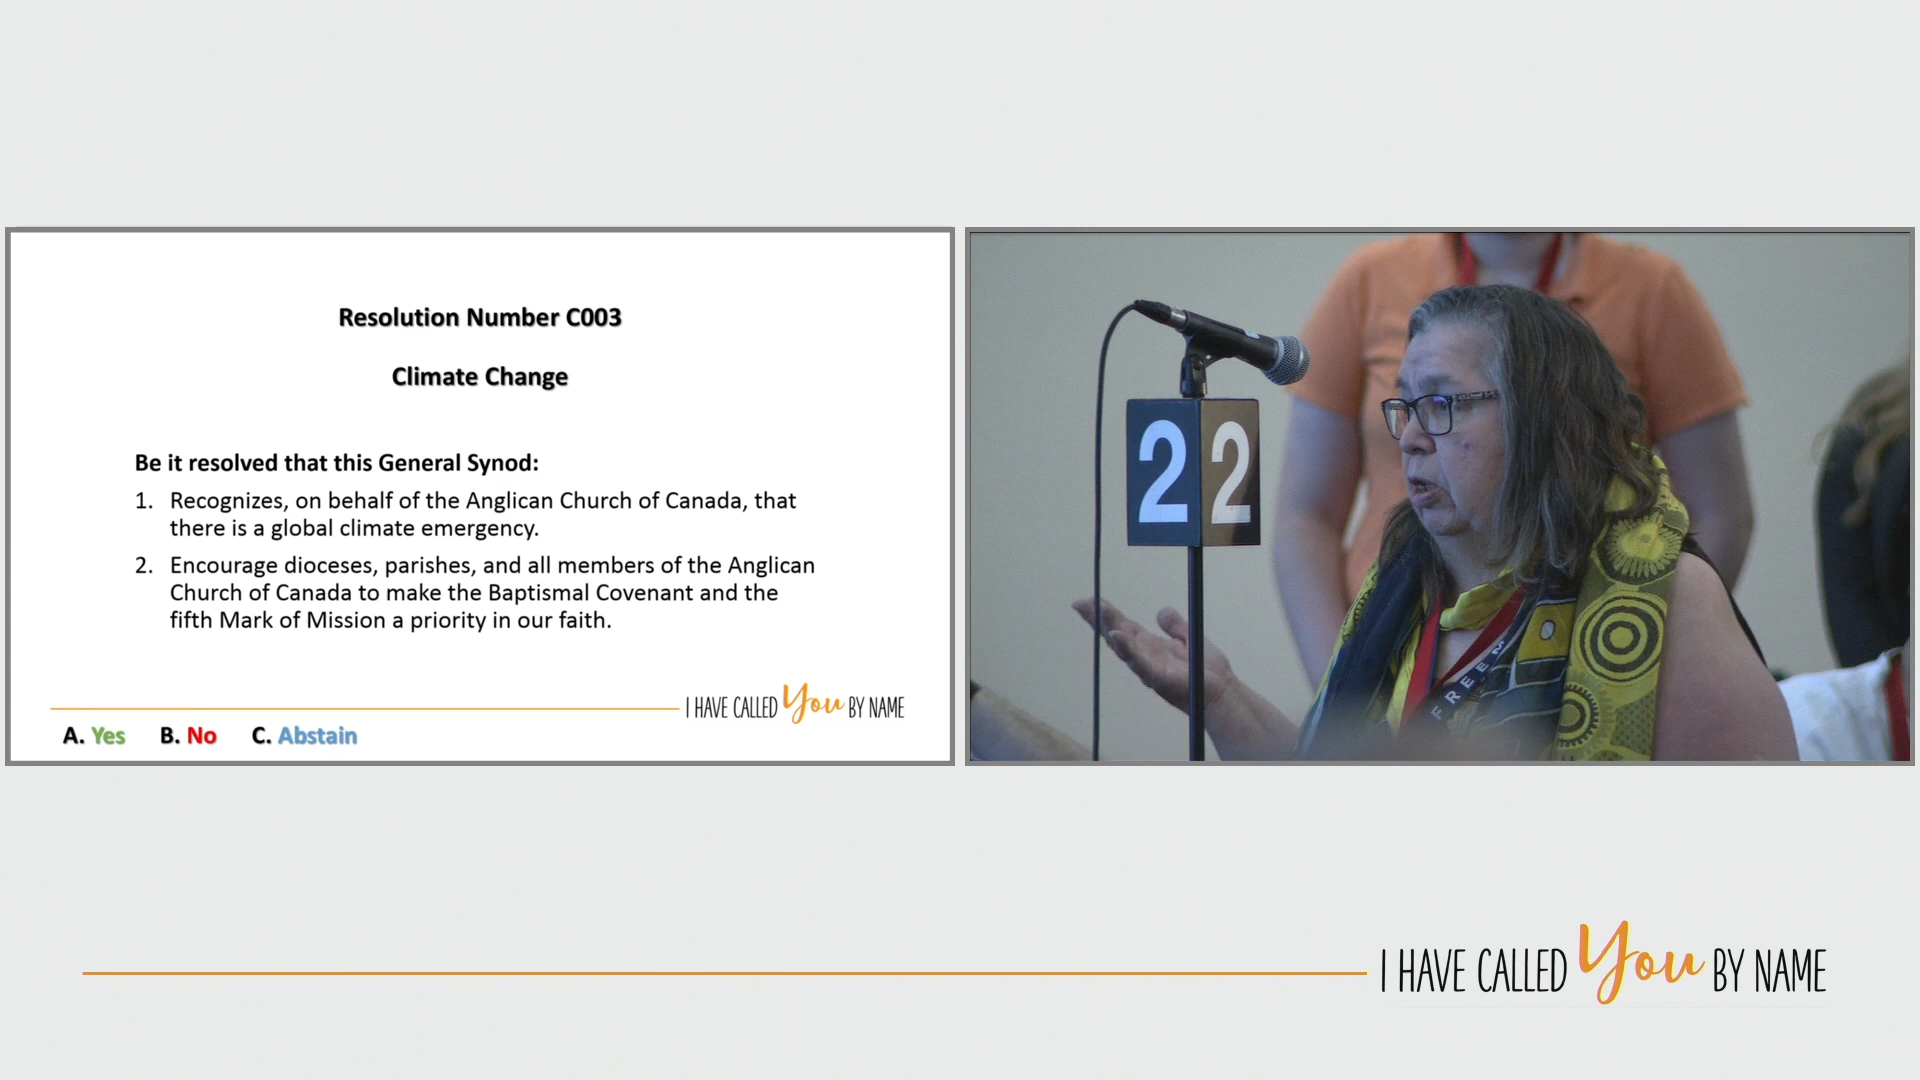 Resolution Number C003
Climate Change
Be it resolved that this General Synod:
1. Recognizes, on behalf of the Anglican Church of Canada, that
there is a global climate emergency.
2. Encourage dioceses, parishes, and all members of the Anglican
Church of Canada to make the Baptismal Covenant and the
fifth Mark of Mission a priority in our faith.
I HAVE CALLED You BY NAME
A. Yes B. No C. Abstain
2 2
FREEM
I HAVE CALLED You BY NAME